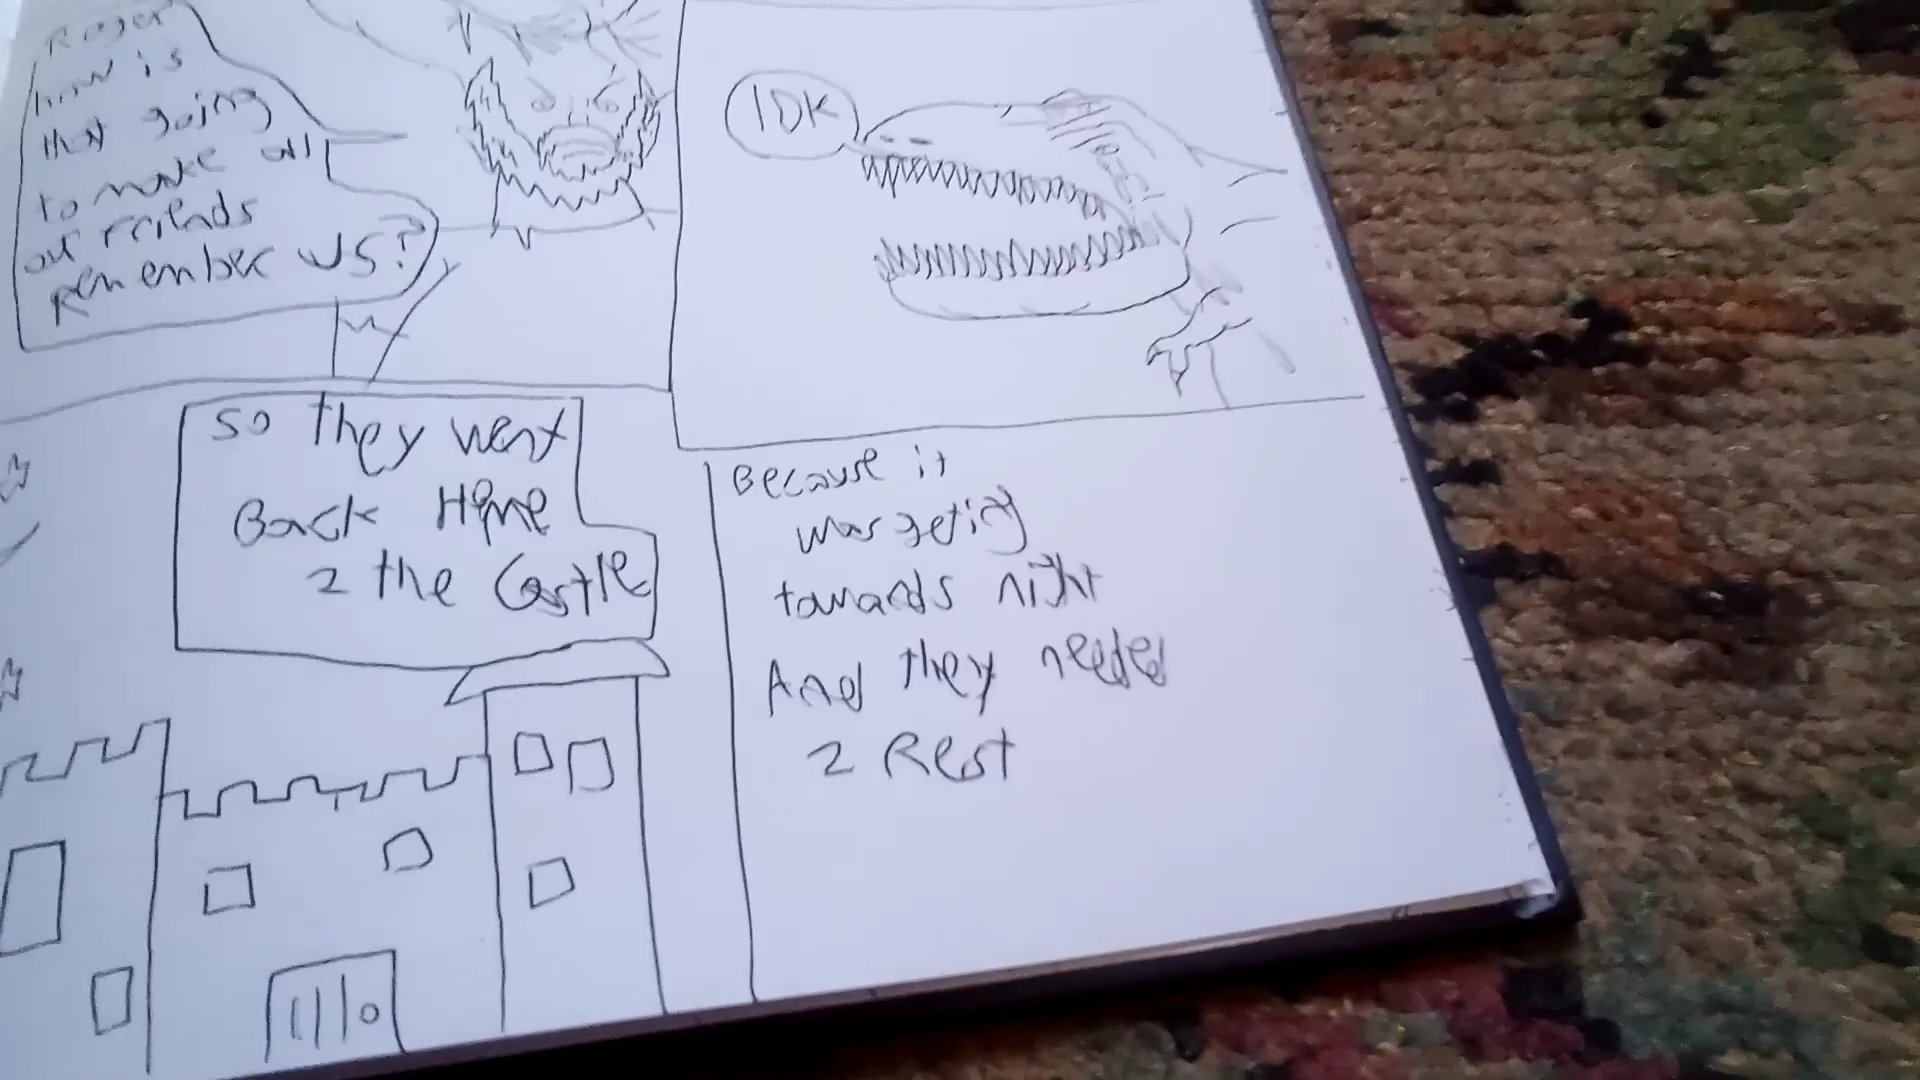 Roger
how is
that going
to make all
our friends
remember us?
IDK
so they went
Back Home
2 the Castle
Because it
was geting
towards night
And they needed
2 Rest